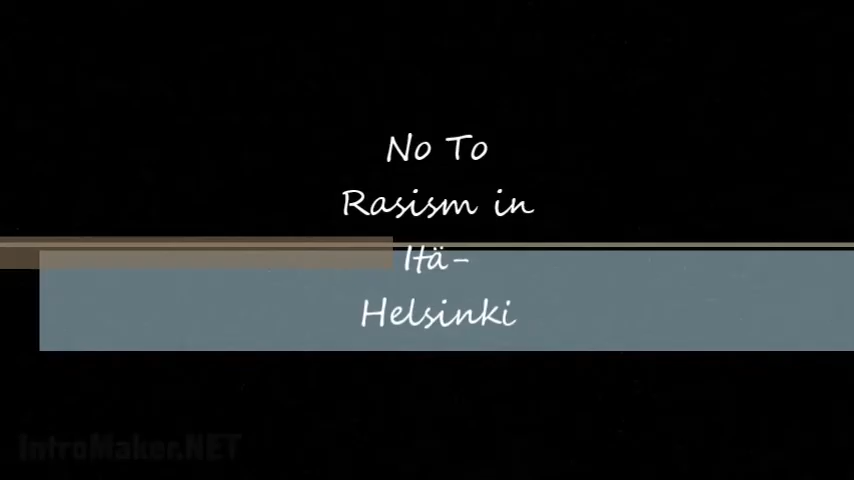 No To
Rasism in
Itä-
Helsinki
IntroMaker.NET